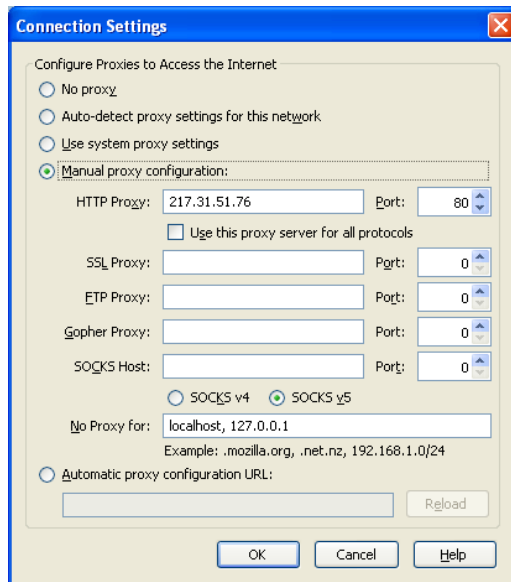 Connection Settings
Configure Proxies to Access the Internet
No proxy
Auto-detect proxy settings for this network
Use system proxy settings
Manual proxy configuration:
HTTP Proxy: 217.31.51.76 Port: 80
Use this proxy server for all protocols
SSL Proxy: Port: 0
FTP Proxy: Port: 0
Gopher Proxy: Port: 0
SOCKS Host: Port: 0
SOCKS v4 SOCKS v5
No Proxy for: localhost, 127.0.0.1
Example: .mozilla.org, .net.nz, 192.168.1.0/24
Automatic proxy configuration URL:
Reload
OK Cancel Help